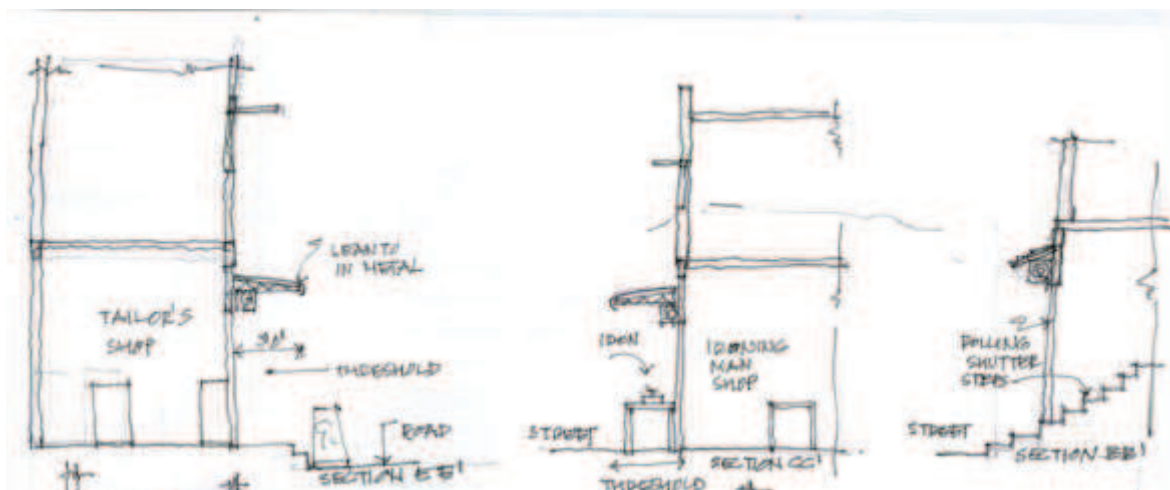 LEANTO
IN METAL
TAILOR'S
SHOP
THRESHOLD
ROAD
SECTION EE'
IRON
IRONING
MAN
SHOP
STREET
SECTION CC'
THRESHOLD
ROLLING
SHUTTER
STEPS
STREET
SECTION BB'